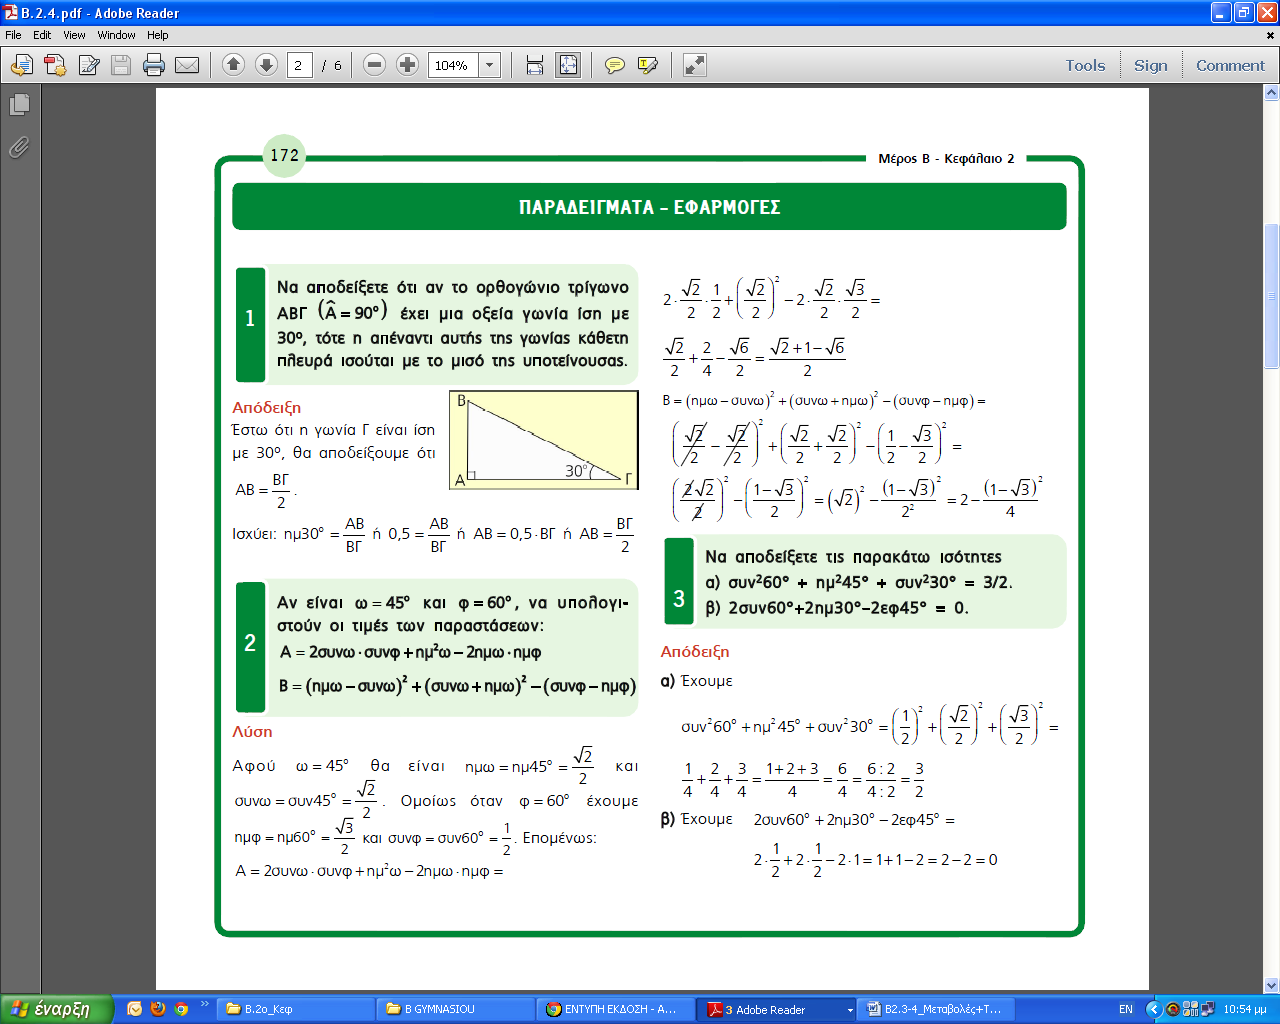 B.2.4.pdf - Adobe Reader
File Edit View Window Help
2 / 6 104% Tools Sign Comment
172
Μέρος Β - Κεφάλαιο 2
ΠΑΡΑΔΕΙΓΜΑΤΑ - ΕΦΑΡΜΟΓΕΣ
1
Να αποδείξετε ότι αν το ορθογώνιο τρίγωνο
ΑΒΓ (Â = 90°) έχει μια οξεία γωνία ίση με
30°, τότε η απέναντι αυτής της γωνίας κάθετη
πλευρά ισούται με το μισό της υποτείνουσας.
Απόδειξη
Έστω ότι η γωνία Γ είναι ίση
με 30°, θα αποδείξουμε ότι
ΑΒ = ΒΓ/2 .
Β
Α 30° Γ
Ισχύει: ημ30° = ΑΒ/ΒΓ ή 0,5 = ΑΒ/ΒΓ ή ΑΒ = 0,5 · ΒΓ ή ΑΒ = ΒΓ/2
2
Αν είναι ω = 45° και φ = 60°, να υπολογι-
στούν οι τιμές των παραστάσεων:
Α = 2συνω · συνφ + ημ²ω – 2ημω · ημφ
Β = (ημω – συνω)² + (συνω + ημω)² – (συνφ – ημφ)
Λύση
Αφού ω = 45° θα είναι ημω = ημ45° = √2/2 και
συνω = συν45° = √2/2 . Ομοίως όταν φ = 60° έχουμε
ημφ = ημ60° = √3/2 και συνφ = συν60° = 1/2 . Επομένως:
Α = 2συνω · συνφ + ημ²ω – 2ημω · ημφ =
2 · √2/2 · 1/2 + (√2/2)² – 2 · √2/2 · √3/2 =
√2/2 + 2/4 – √6/2 = (√2 + 1 – √6)/2
Β = (ημω – συνω)² + (συνω + ημω)² – (συνφ – ημφ)² =
(√2/2 – √2/2)² + (√2/2 + √2/2)² – (1/2 – √3/2)² =
(2√2/2)² – ((1 – √3)/2)² = (√2)² – (1 – √3)²/2² = 2 – (1 – √3)²/4
3
Να αποδείξετε τις παρακάτω ισότητες
α) συν²60° + ημ²45° + συν²30° = 3/2.
β) 2συν60°+2ημ30°–2εφ45° = 0.
Απόδειξη
α) Έχουμε
συν²60° + ημ²45° + συν²30° = (1/2)² + (√2/2)² + (√3/2)² =
1/4 + 2/4 + 3/4 = (1 + 2 + 3)/4 = 6/4 = (6 : 2)/(4 : 2) = 3/2
β) Έχουμε 2συν60° + 2ημ30° – 2εφ45° =
2 · 1/2 + 2 · 1/2 – 2 · 1 = 1 + 1 – 2 = 2 – 2 = 0
έναρξη B.2ο_Κεφ B GYMNASIOU ΕΝΤΥΠΗ ΕΚΔΟΣΗ - Α... 3 Adobe Reader B2.3-4_Μεταβολές+Τ... EN 10:54 μμ